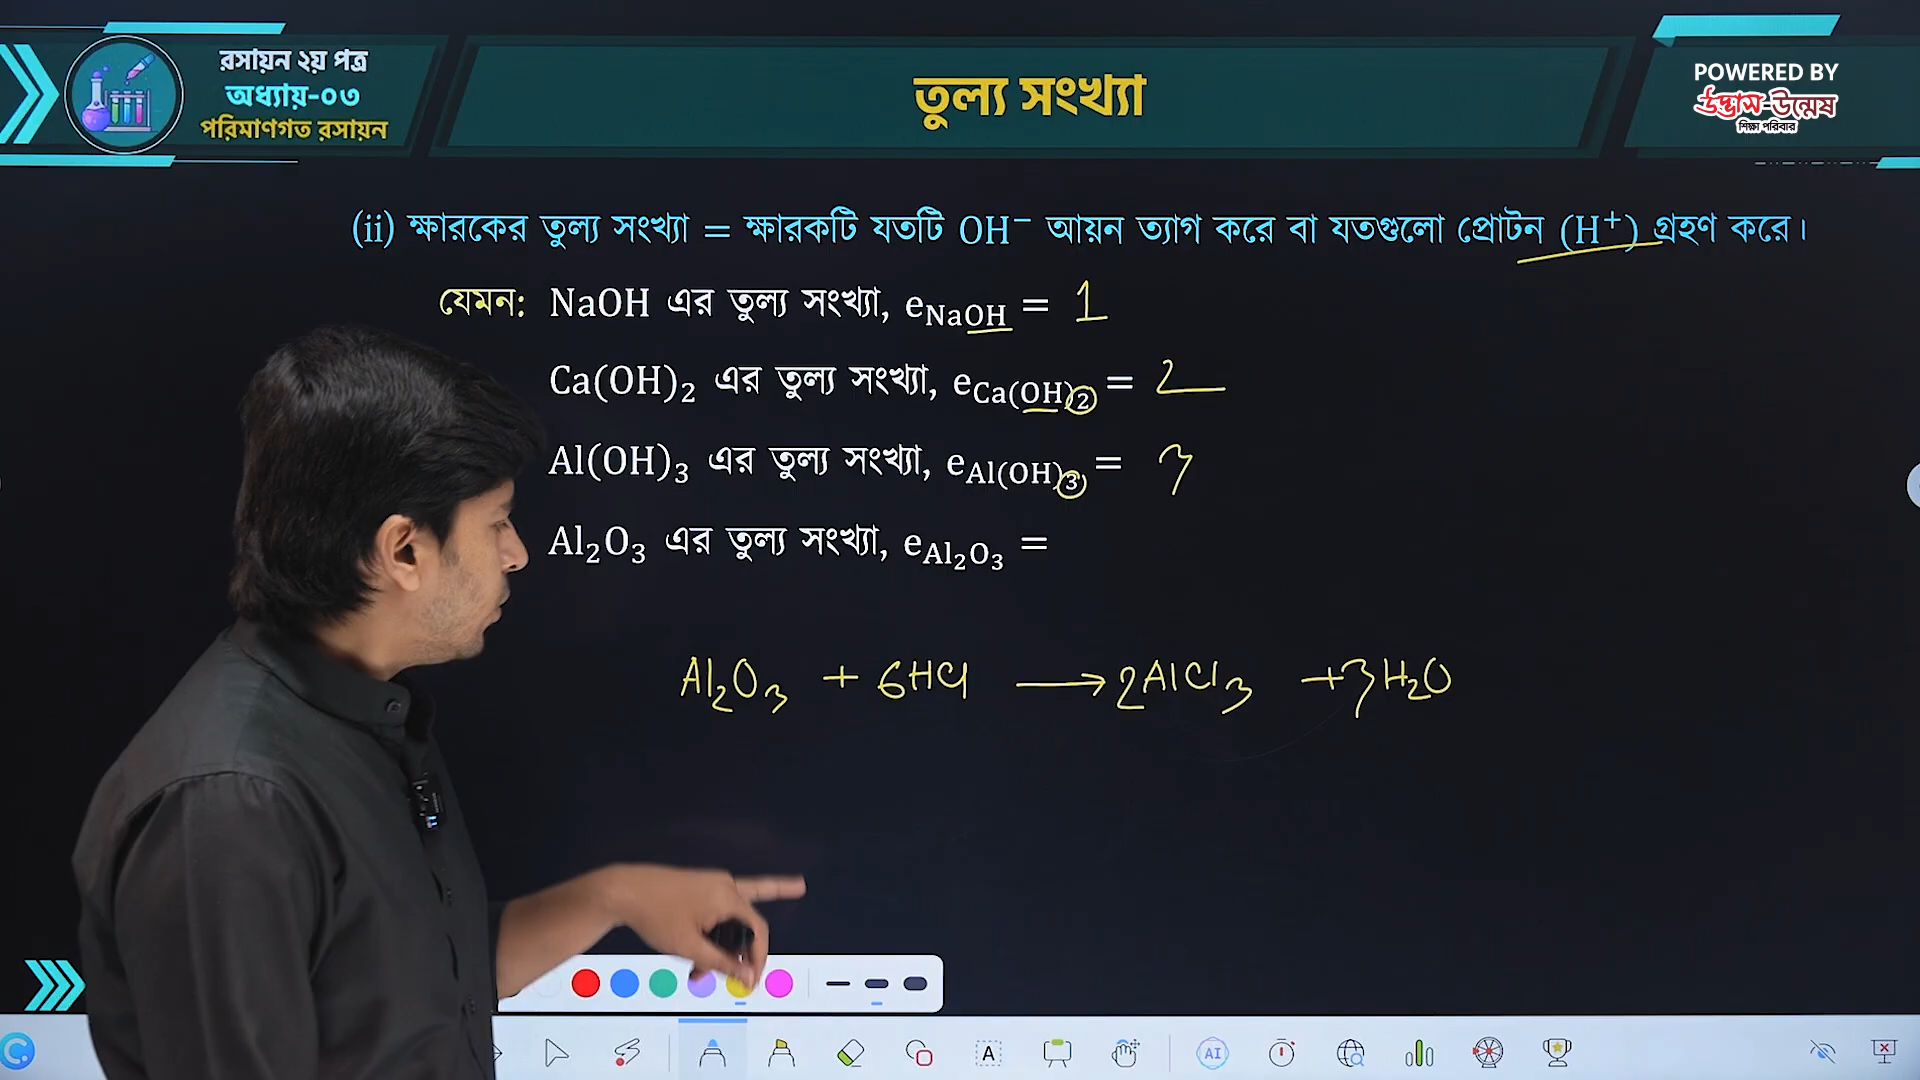 রসায়ন ২য় পত্র
অধ্যায়-০৩
পরিমাণগত রসায়ন
তুল্য সংখ্যা
POWERED BY
উদ্ভাস-উন্মেষ
শিক্ষা পরিবার
(ii) ক্ষারকের তুল্য সংখ্যা = ক্ষারকটি যতটি OH⁻ আয়ন ত্যাগ করে বা যতগুলো প্রোটন (H⁺) গ্রহণ করে।
যেমন: NaOH এর তুল্য সংখ্যা, e_NaOH = 1
Ca(OH)₂ এর তুল্য সংখ্যা, e_Ca(OH)₂ = 2
Al(OH)₃ এর তুল্য সংখ্যা, e_Al(OH)₃ = 3
Al₂O₃ এর তুল্য সংখ্যা, e_Al₂O₃ =
Al₂O₃ + 6HCl ⟶ 2AlCl₃ + 3H₂O
A
AI